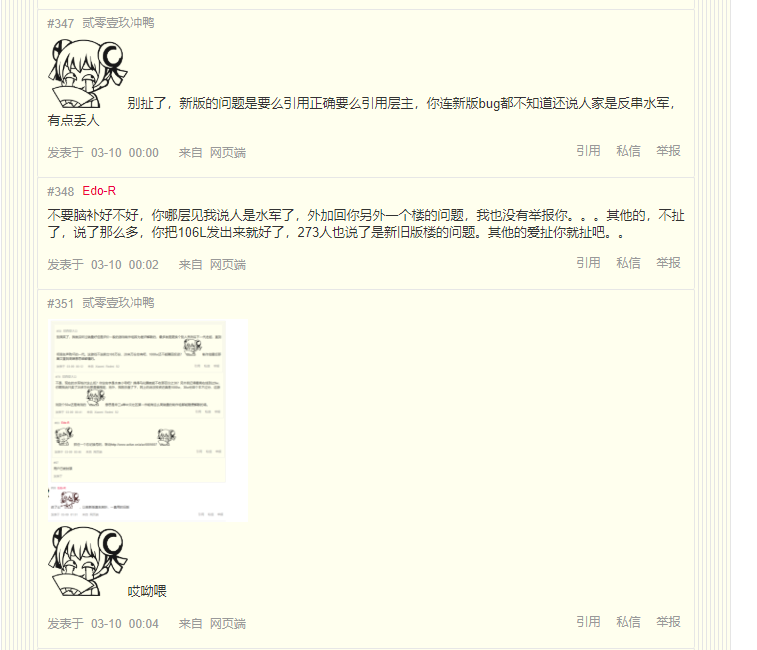 #347 贰零壹玖冲鸭
别扯了，新版的问题是要么引用正确要么引用层主，你连新版bug都不知道还说人家是反串水军，
有点丢人
发表于 03-10 00:00 来自 网页端 引用 私信 举报
#348 Edo-R
不要脑补好不好，你哪层见我说人是水军了，外加回你另外一个楼的问题，我也没有举报你。。。其他的，不扯
了，说了那么多，你把106L发出来就好了，273人也说了是新旧版楼的问题。其他的爱扯你就扯吧。。
发表于 03-10 00:02 来自 网页端 引用 私信 举报
#351 贰零壹玖冲鸭
哎呦喂
发表于 03-10 00:04 来自 网页端 引用 私信 举报